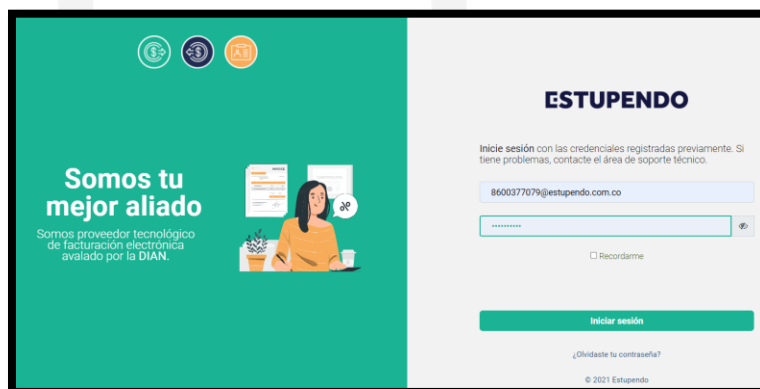 Somos tu
mejor aliado
Somos proveedor tecnológico
de facturación electrónica
avalado por la DIAN.
ESTUPENDO
Inicie sesión con las credenciales registradas previamente. Si
tiene problemas, contacte el área de soporte técnico.
8600377079@estupendo.com.co
Recordarme
Iniciar sesión
¿Olvidaste tu contraseña?
© 2021 Estupendo